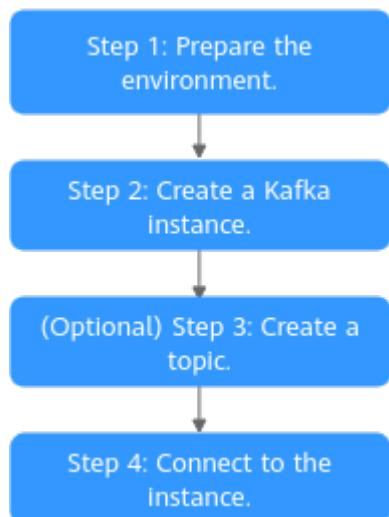 Step 1: Prepare the
environment.
Step 2: Create a Kafka
instance.
(Optional) Step 3: Create a
topic.
Step 4: Connect to the
instance.